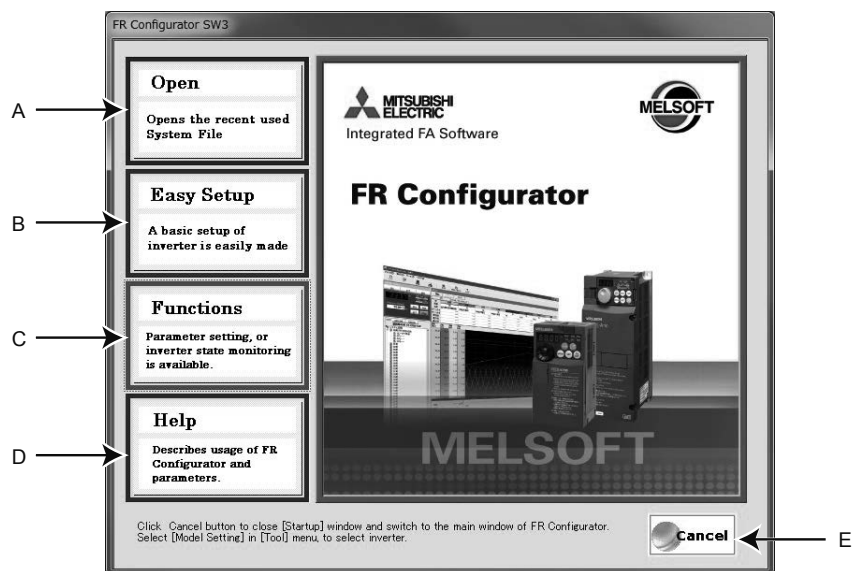 FR Configurator SW3
A
Open
Opens the recent used
System File
B
Easy Setup
A basic setup of
inverter is easily made
C
Functions
Parameter setting, or
inverter state monitoring
is available.
D
Help
Describes usage of FR
Configurator and
parameters.
MITSUBISHI
ELECTRIC
Integrated FA Software
MELSOFT
FR Configurator
MELSOFT
Click Cancel button to close [Startup] window and switch to the main window of FR Configurator.
Select [Model Setting] in [Tool] menu, to select inverter.
Cancel
E